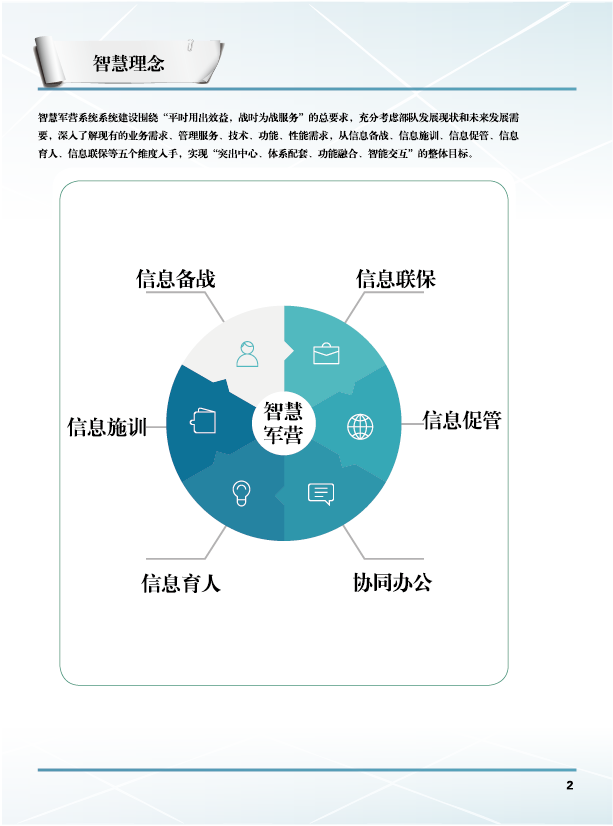 智慧理念
智慧军营系统系统建设围绕“平时用出效益，战时为战服务”的总要求，充分考虑部队发展现状和未来发展需
要，深入了解现有的业务需求、管理服务、技术、功能、性能需求，从信息备战、信息施训、信息促管、信息
育人、信息联保等五个维度入手，实现“突出中心、体系配套、功能融合、智能交互”的整体目标。
信息备战
信息联保
智慧
军营
信息施训
信息促管
信息育人
协同办公
2